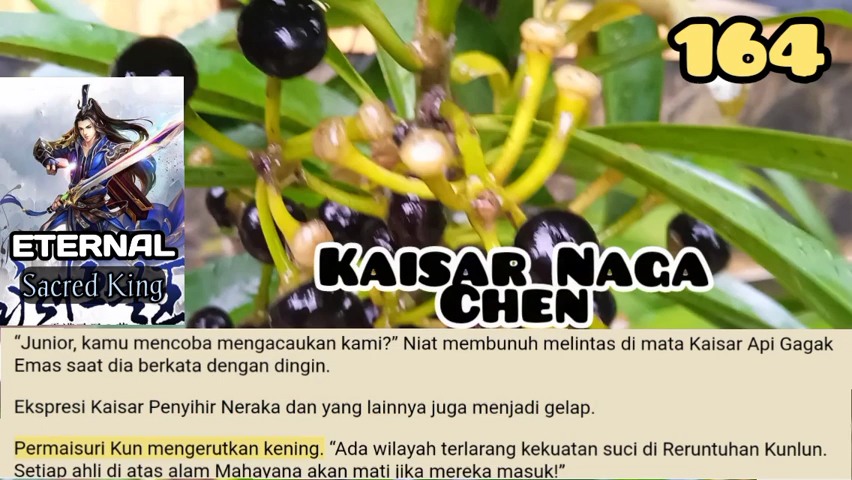 164
ETERNAL
Sacred King
KAISAR NAGA
CHEN
“Junior, kamu mencoba mengacaukan kami?” Niat membunuh melintas di mata Kaisar Api Gagak
Emas saat dia berkata dengan dingin.
Ekspresi Kaisar Penyihir Neraka dan yang lainnya juga menjadi gelap.
Permaisuri Kun mengerutkan kening. “Ada wilayah terlarang kekuatan suci di Reruntuhan Kunlun.
Setiap ahli di atas alam Mahayana akan mati jika mereka masuk!”